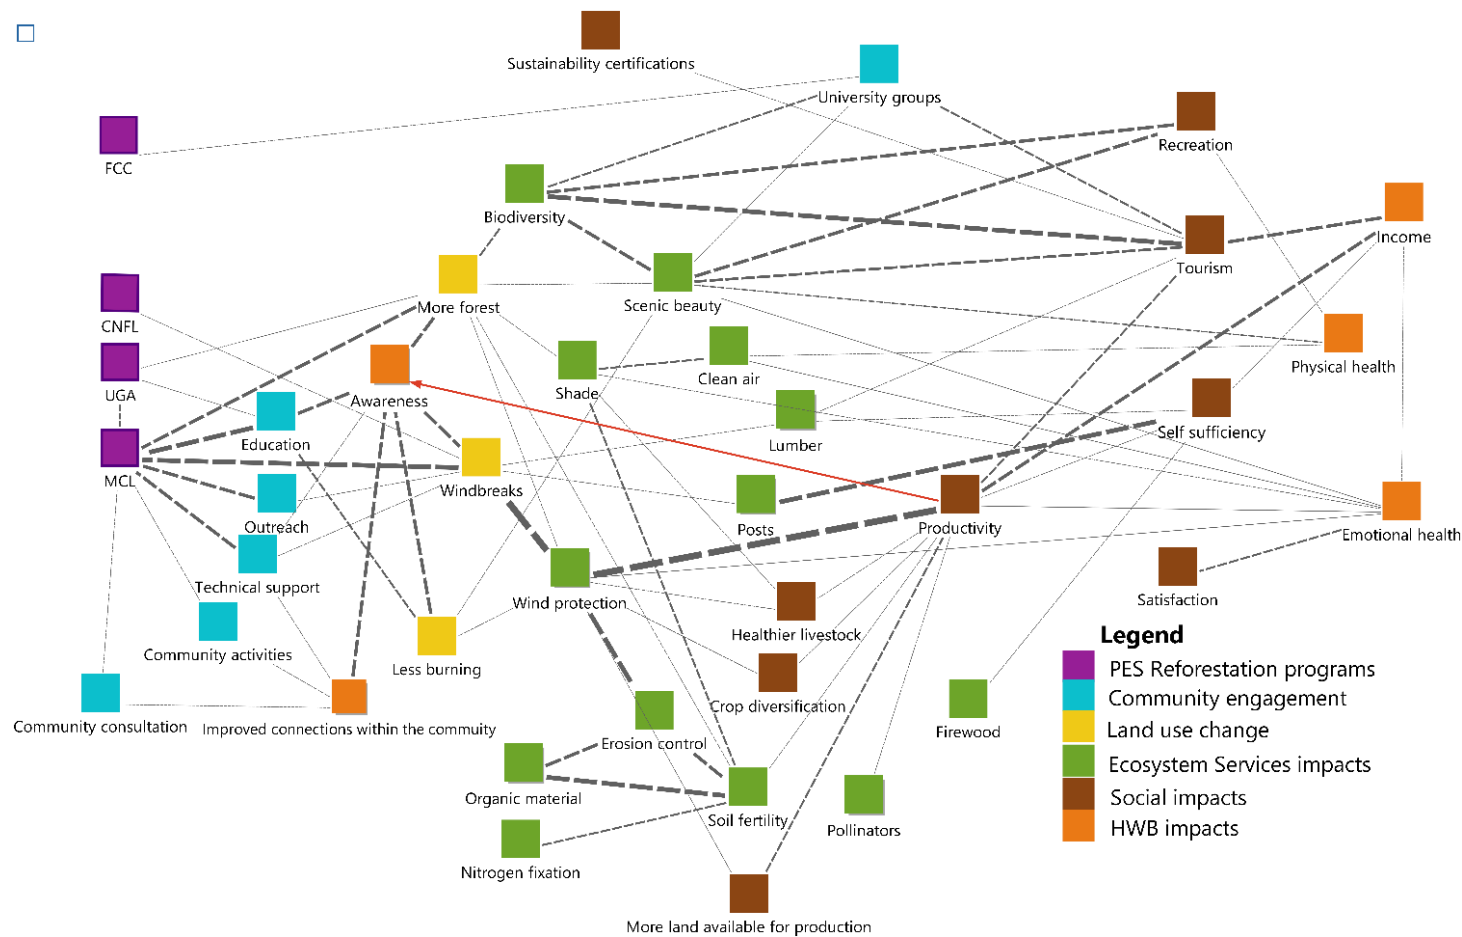 Sustainability certifications
University groups
Recreation
FCC
Biodiversity
Income
Tourism
More forest
Scenic beauty
CNFL
Physical health
Clean air
UGA
Shade
Awareness
Self sufficiency
Education
Lumber
MCL
Windbreaks
Outreach
Posts
Productivity
Emotional health
Technical support
Wind protection
Satisfaction
Healthier livestock
Community activities
Less burning
Crop diversification
Community consultation
Improved connections within the commuity
Firewood
Erosion control
Organic material
Soil fertility
Pollinators
Nitrogen fixation
More land available for production
Legend
PES Reforestation programs
Community engagement
Land use change
Ecosystem Services impacts
Social impacts
HWB impacts